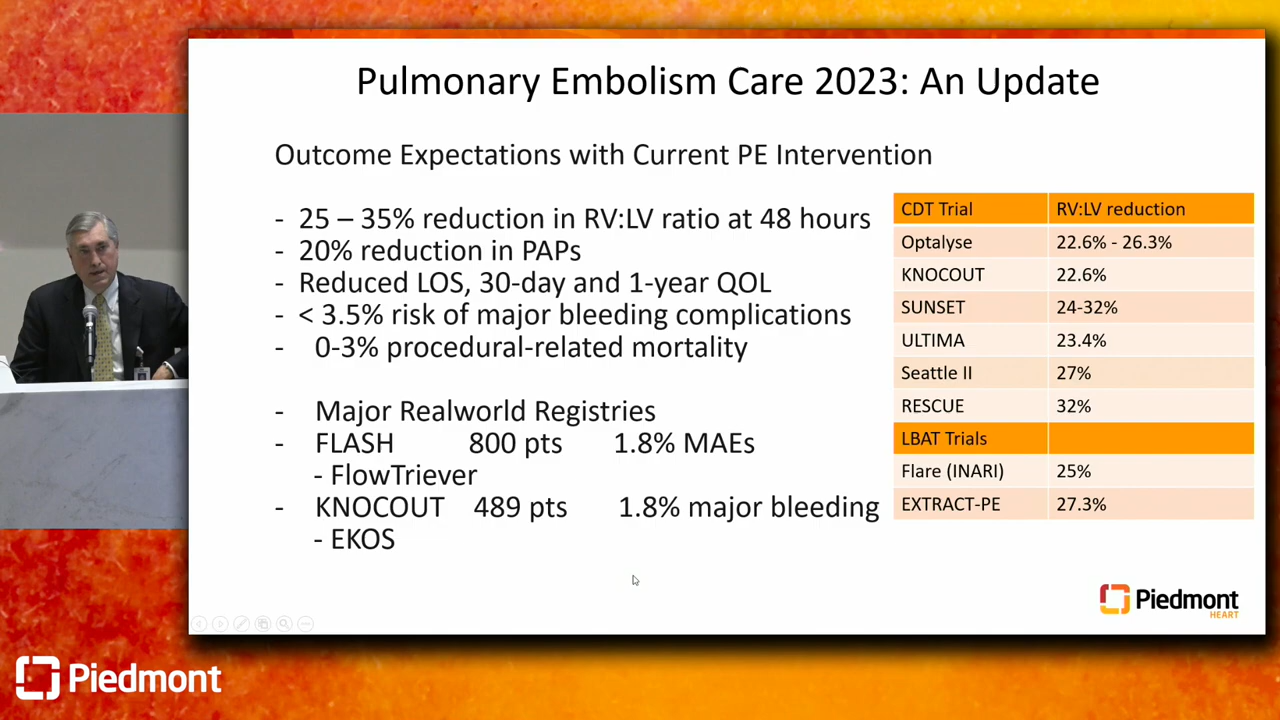 Pulmonary Embolism Care 2023: An Update
Outcome Expectations with Current PE Intervention
- 25 – 35% reduction in RV:LV ratio at 48 hours
- 20% reduction in PAPs
- Reduced LOS, 30-day and 1-year QOL
- < 3.5% risk of major bleeding complications
- 0-3% procedural-related mortality
- Major Realworld Registries
- FLASH 800 pts 1.8% MAEs
- FlowTriever
- KNOCOUT 489 pts 1.8% major bleeding
- EKOS
CDT Trial RV:LV reduction
Optalyse 22.6% - 26.3%
KNOCOUT 22.6%
SUNSET 24-32%
ULTIMA 23.4%
Seattle II 27%
RESCUE 32%
LBAT Trials
Flare (INARI) 25%
EXTRACT-PE 27.3%
Piedmont
HEART
Piedmont